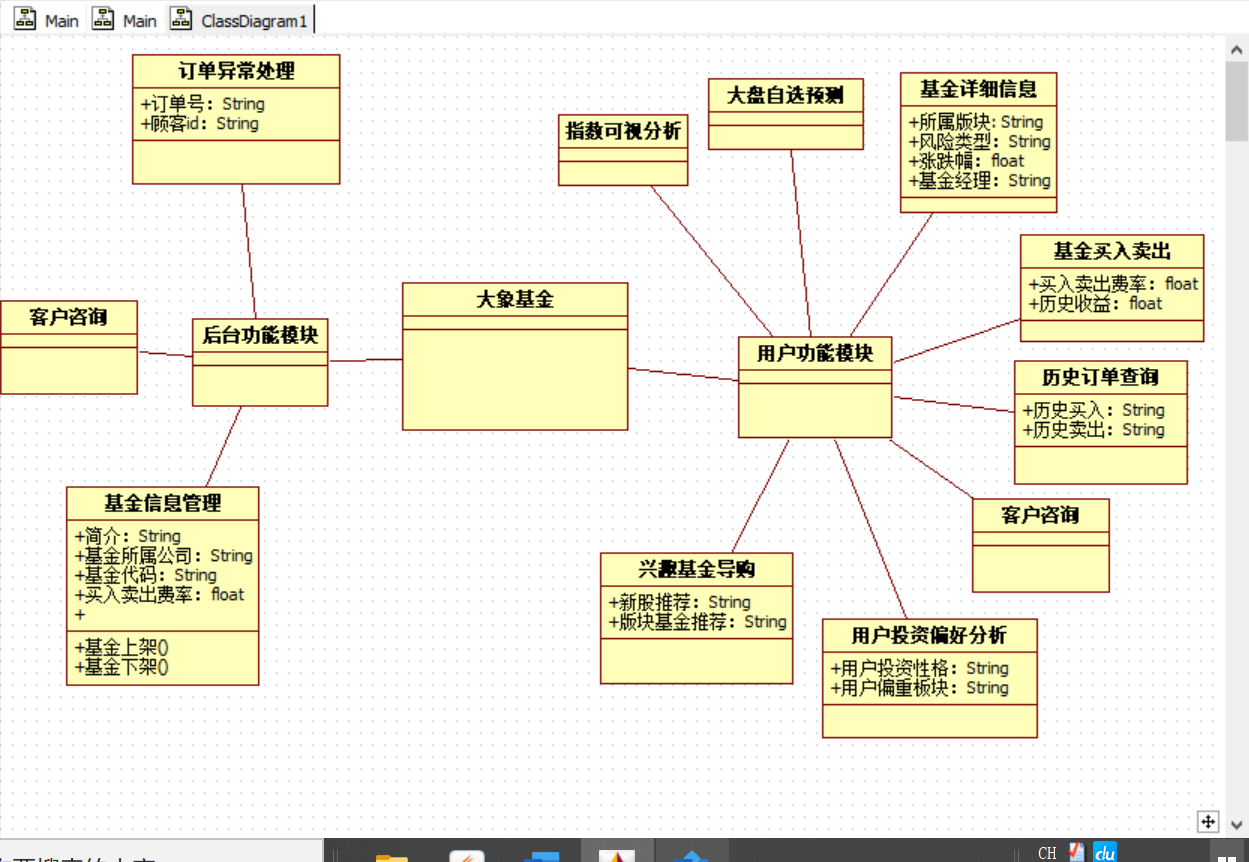 Main
Main
ClassDiagram1
订单异常处理
+订单号: String
+顾客id: String
指数可视分析
大盘自选预测
基金详细信息
+所属版块: String
+风险类型: String
+涨跌幅: float
+基金经理: String
基金买入卖出
+买入卖出费率: float
+历史收益: float
客户咨询
后台功能模块
大象基金
用户功能模块
历史订单查询
+历史买入: String
+历史卖出: String
基金信息管理
+简介: String
+基金所属公司: String
+基金代码: String
+买入卖出费率: float
+
+基金上架()
+基金下架()
客户咨询
兴趣基金导购
+新股推荐: String
+版块基金推荐: String
用户投资偏好分析
+用户投资性格: String
+用户偏重板块: String
CH
du